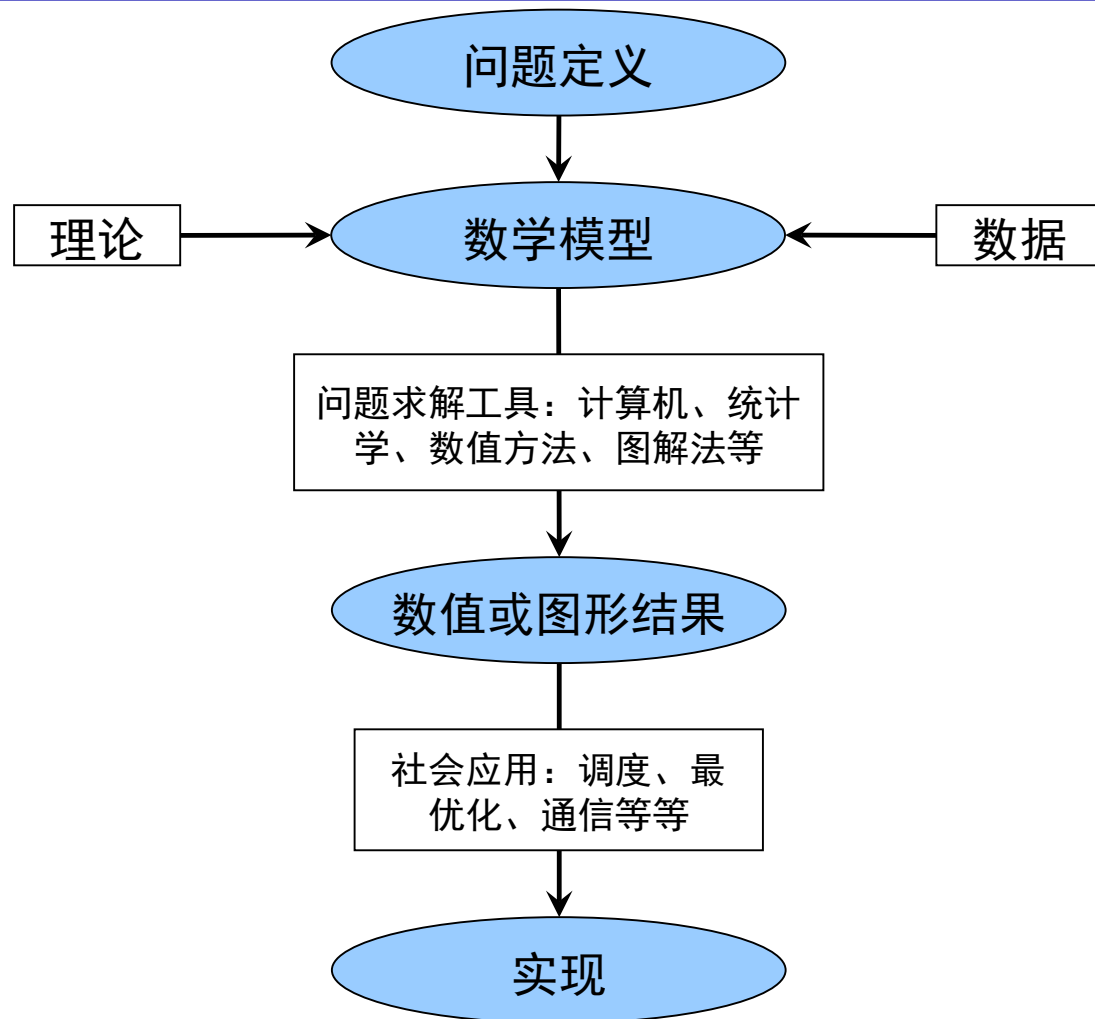 问题定义
理论
数学模型
数据
问题求解工具：计算机、统计
学、数值方法、图解法等
数值或图形结果
社会应用：调度、最
优化、通信等等
实现